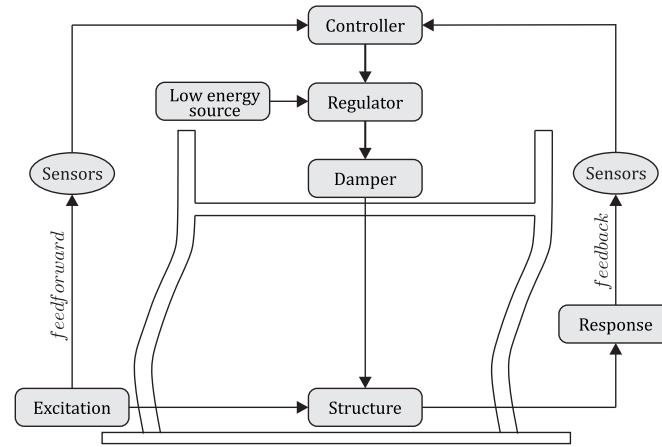 Controller
Low energy
source
Regulator
Sensors
Damper
Sensors
feedforward
feedback
Response
Excitation
Structure